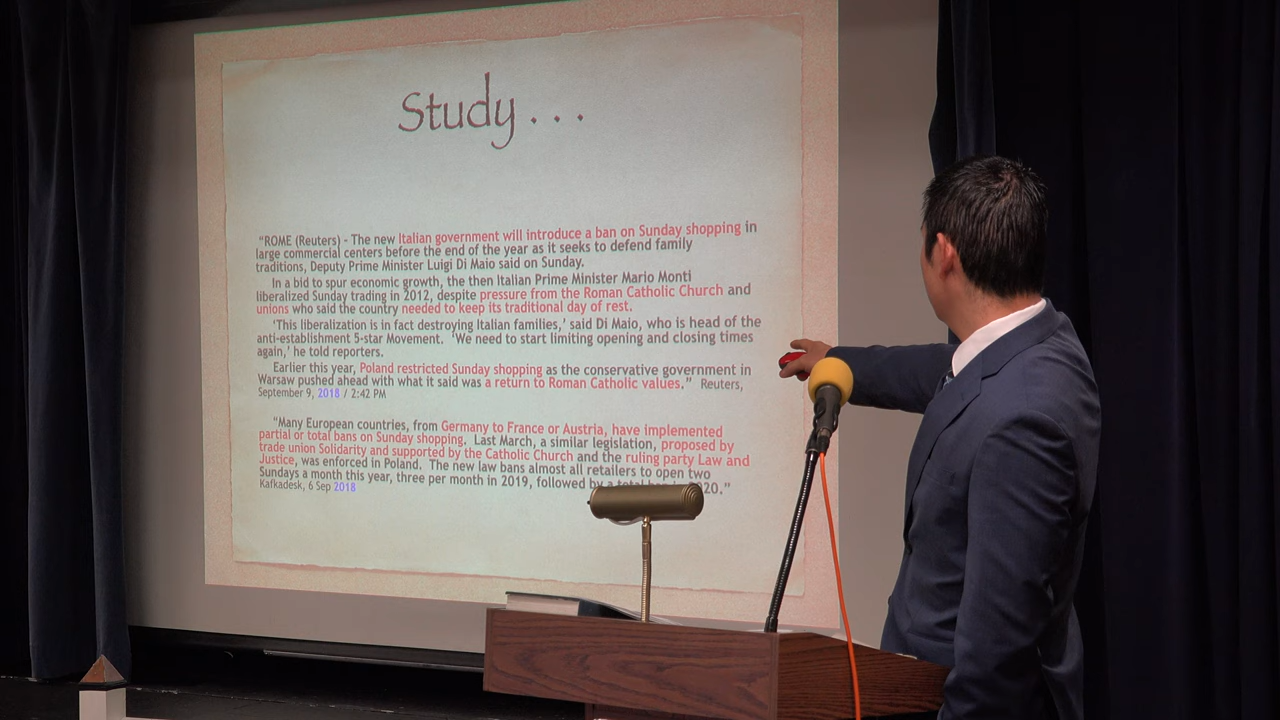 Study . . .
“ROME (Reuters) - The new Italian government will introduce a ban on Sunday shopping in
large commercial centers before the end of the year as it seeks to defend family
traditions, Deputy Prime Minister Luigi Di Maio said on Sunday.
In a bid to spur economic growth, the then Italian Prime Minister Mario Monti
liberalized Sunday trading in 2012, despite pressure from the Roman Catholic Church and
unions who said the country needed to keep its traditional day of rest.
‘This liberalization is in fact destroying Italian families,’ said Di Maio, who is head of the
anti-establishment 5-star Movement. ‘We need to start limiting opening and closing times
again,’ he told reporters.
Earlier this year, Poland restricted Sunday shopping as the conservative government in
Warsaw pushed ahead with what it said was a return to Roman Catholic values.” Reuters,
September 9, 2018 / 2:42 PM
“Many European countries, from Germany to France or Austria, have implemented
partial or total bans on Sunday shopping. Last March, a similar legislation, proposed by
trade union Solidarity and supported by the Catholic Church and the ruling party Law and
Justice, was enforced in Poland. The new law bans almost all retailers to open two
Sundays a month this year, three per month in 2019, followed by a total 20.”
Kafkadesk, 6 Sep 2018